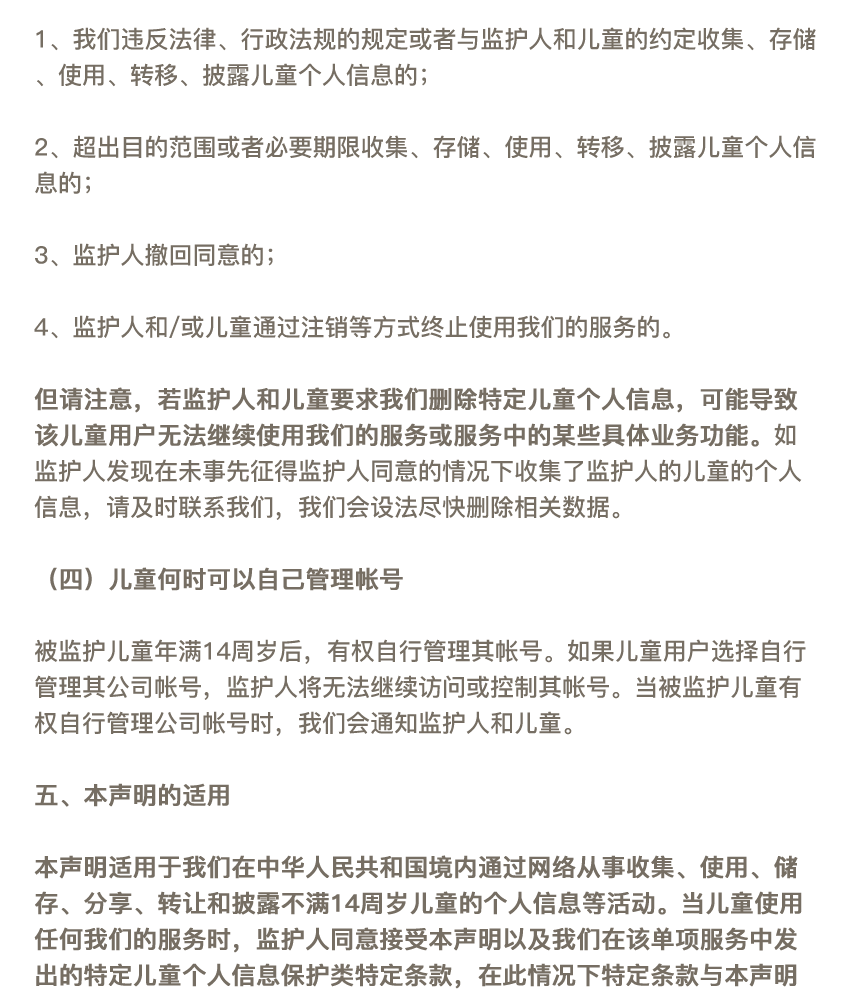 1、我们违反法律、行政法规的规定或者与监护人和儿童的约定收集、存储
、使用、转移、披露儿童个人信息的；
2、超出目的范围或者必要期限收集、存储、使用、转移、披露儿童个人信
息的；
3、监护人撤回同意的；
4、监护人和/或儿童通过注销等方式终止使用我们的服务的。
但请注意，若监护人和儿童要求我们删除特定儿童个人信息，可能导致
该儿童用户无法继续使用我们的服务或服务中的某些具体业务功能。如
监护人发现在未事先征得监护人同意的情况下收集了监护人的儿童的个人
信息，请及时联系我们，我们会设法尽快删除相关数据。
（四）儿童何时可以自己管理帐号
被监护儿童年满14周岁后，有权自行管理其帐号。如果儿童用户选择自行
管理其公司帐号，监护人将无法继续访问或控制其帐号。当被监护儿童有
权自行管理公司帐号时，我们会通知监护人和儿童。
五、本声明的适用
本声明适用于我们在中华人民共和国境内通过网络从事收集、使用、储
存、分享、转让和披露不满14周岁儿童的个人信息等活动。当儿童使用
任何我们的服务时，监护人同意接受本声明以及我们在该单项服务中发
出的特定儿童个人信息保护类特定条款，在此情况下特定条款与本声明